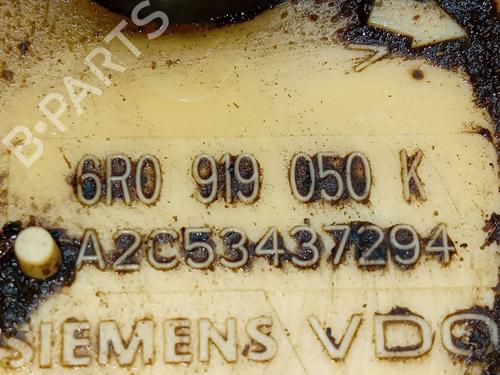 B-PARTS
6R0 919 050 K
A2C53437294
SIEMENS VDO